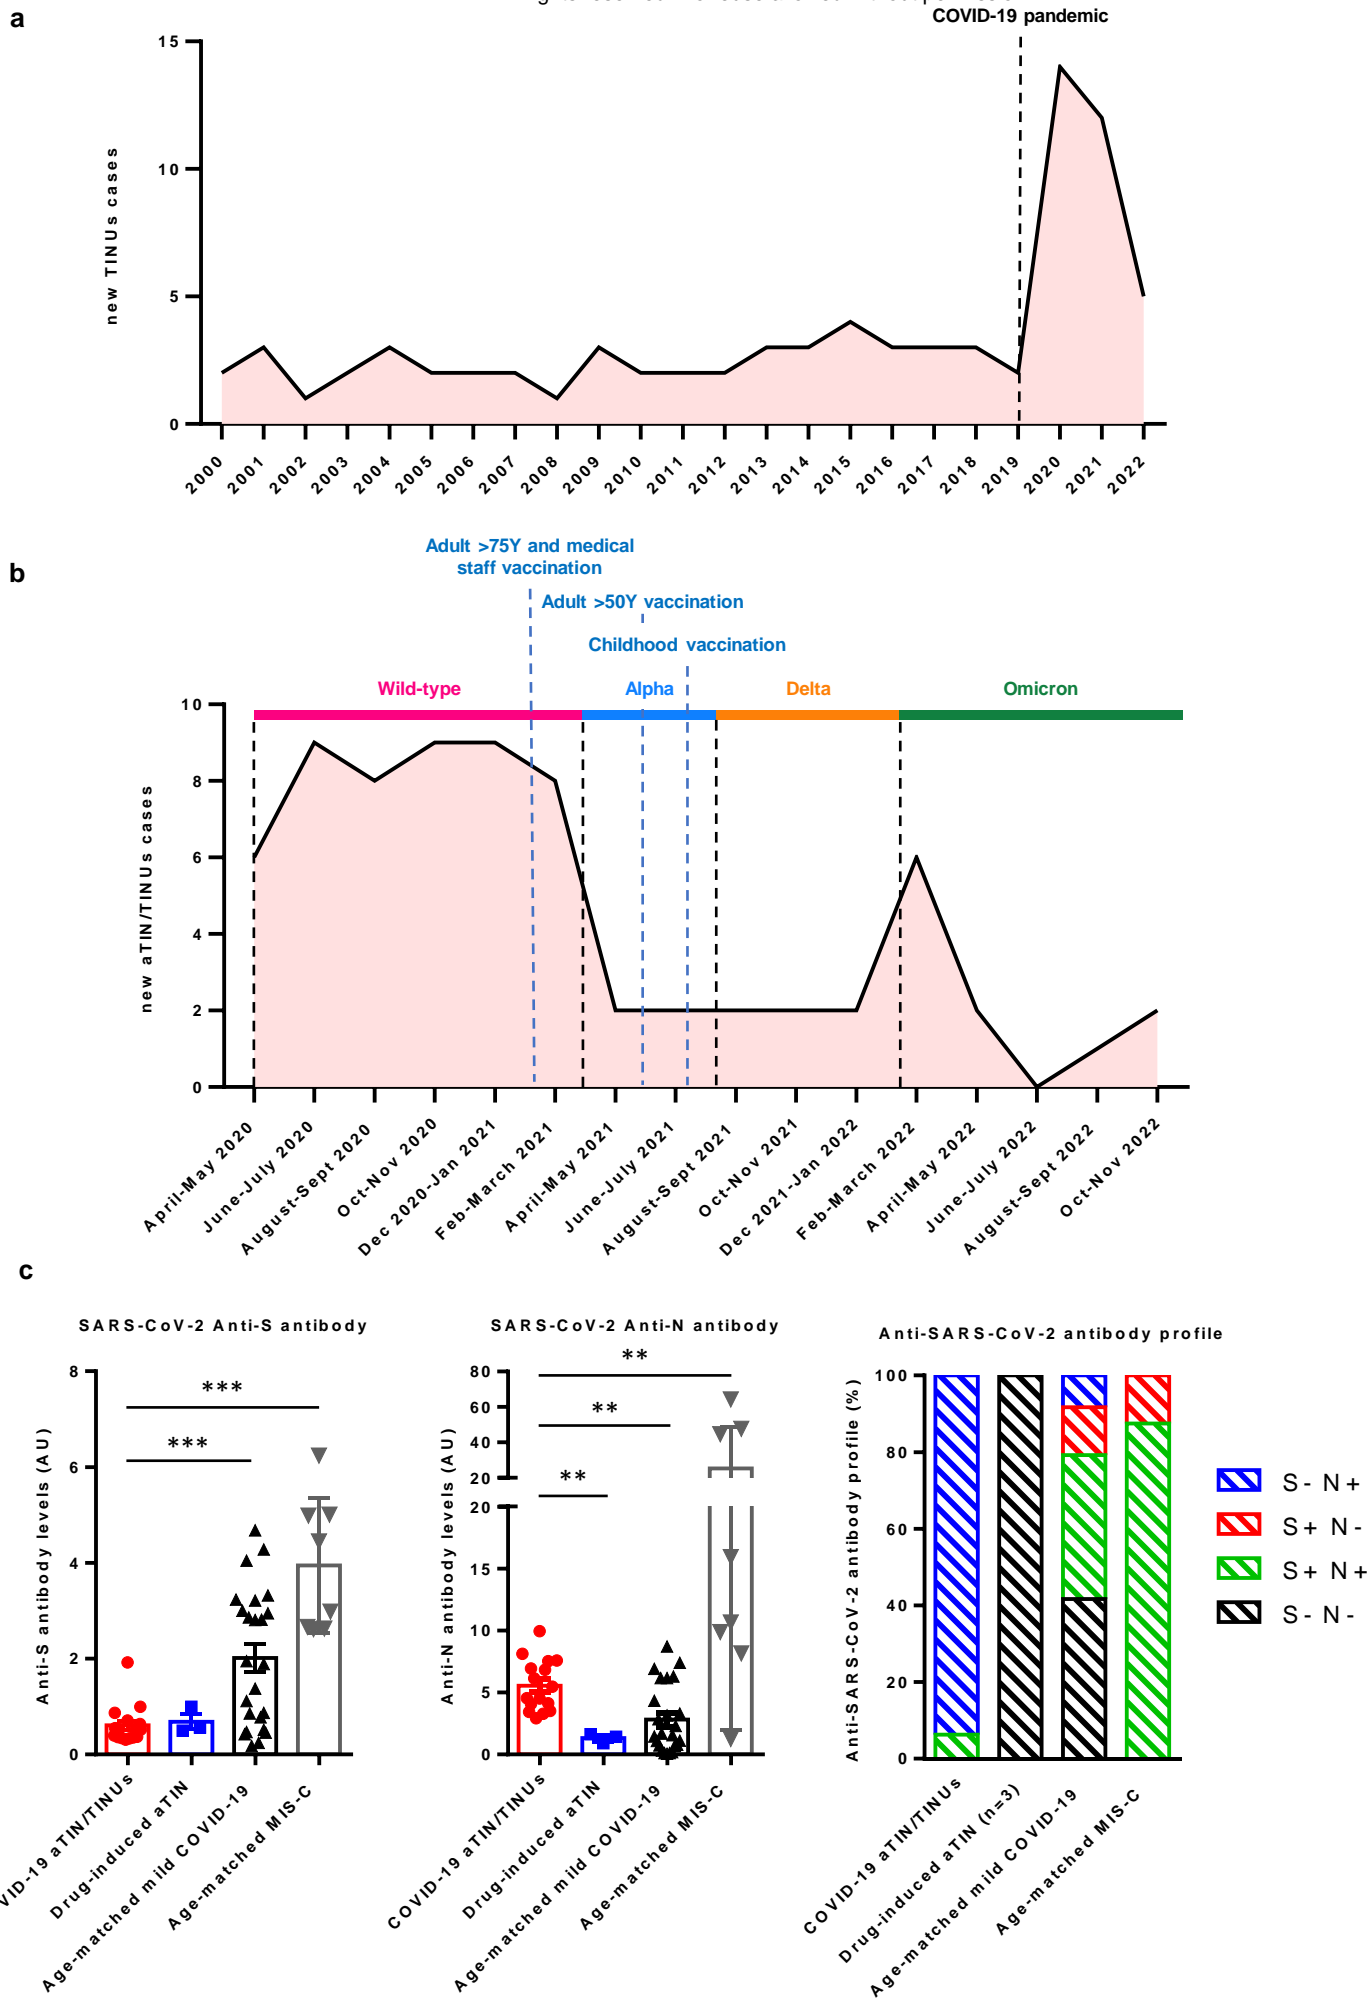 a
COVID-19 pandemic
new TINUs cases
15
10
5
0
2000
2001
2002
2003
2004
2005
2006
2007
2008
2009
2010
2011
2012
2013
2014
2015
2016
2017
2018
2019
2020
2021
2022
b
Adult >75Y and medical
staff vaccination
Adult >50Y vaccination
Childhood vaccination
Wild-type
Alpha
Delta
Omicron
new aTIN/TINUs cases
10
8
6
4
2
0
April-May 2020
June-July 2020
August-Sept 2020
Oct-Nov 2020
Dec 2020-Jan 2021
Feb-March 2021
April-May 2021
June-July 2021
August-Sept 2021
Oct-Nov 2021
Dec 2021-Jan 2022
Feb-March 2022
April-May 2022
June-July 2022
August-Sept 2022
Oct-Nov 2022
c
SARS-CoV-2 Anti-S antibody
Anti-S antibody levels (AU)
8
6
4
2
0
***
***
VID-19 aTIN/TINUs
Drug-induced aTIN
Age-matched mild COVID-19
Age-matched MIS-C
SARS-CoV-2 Anti-N antibody
Anti-N antibody levels (AU)
80
60
40
20
20
15
10
5
0
**
**
**
COVID-19 aTIN/TINUs
Drug-induced aTIN
Age-matched mild COVID-19
Age-matched MIS-C
Anti-SARS-CoV-2 antibody profile
Anti-SARS-CoV-2 antibody profile (%)
100
80
60
40
20
0
COVID-19 aTIN/TINUs
Drug-induced aTIN (n=3)
Age-matched mild COVID-19
Age-matched MIS-C
S- N+
S+ N-
S+ N+
S- N-